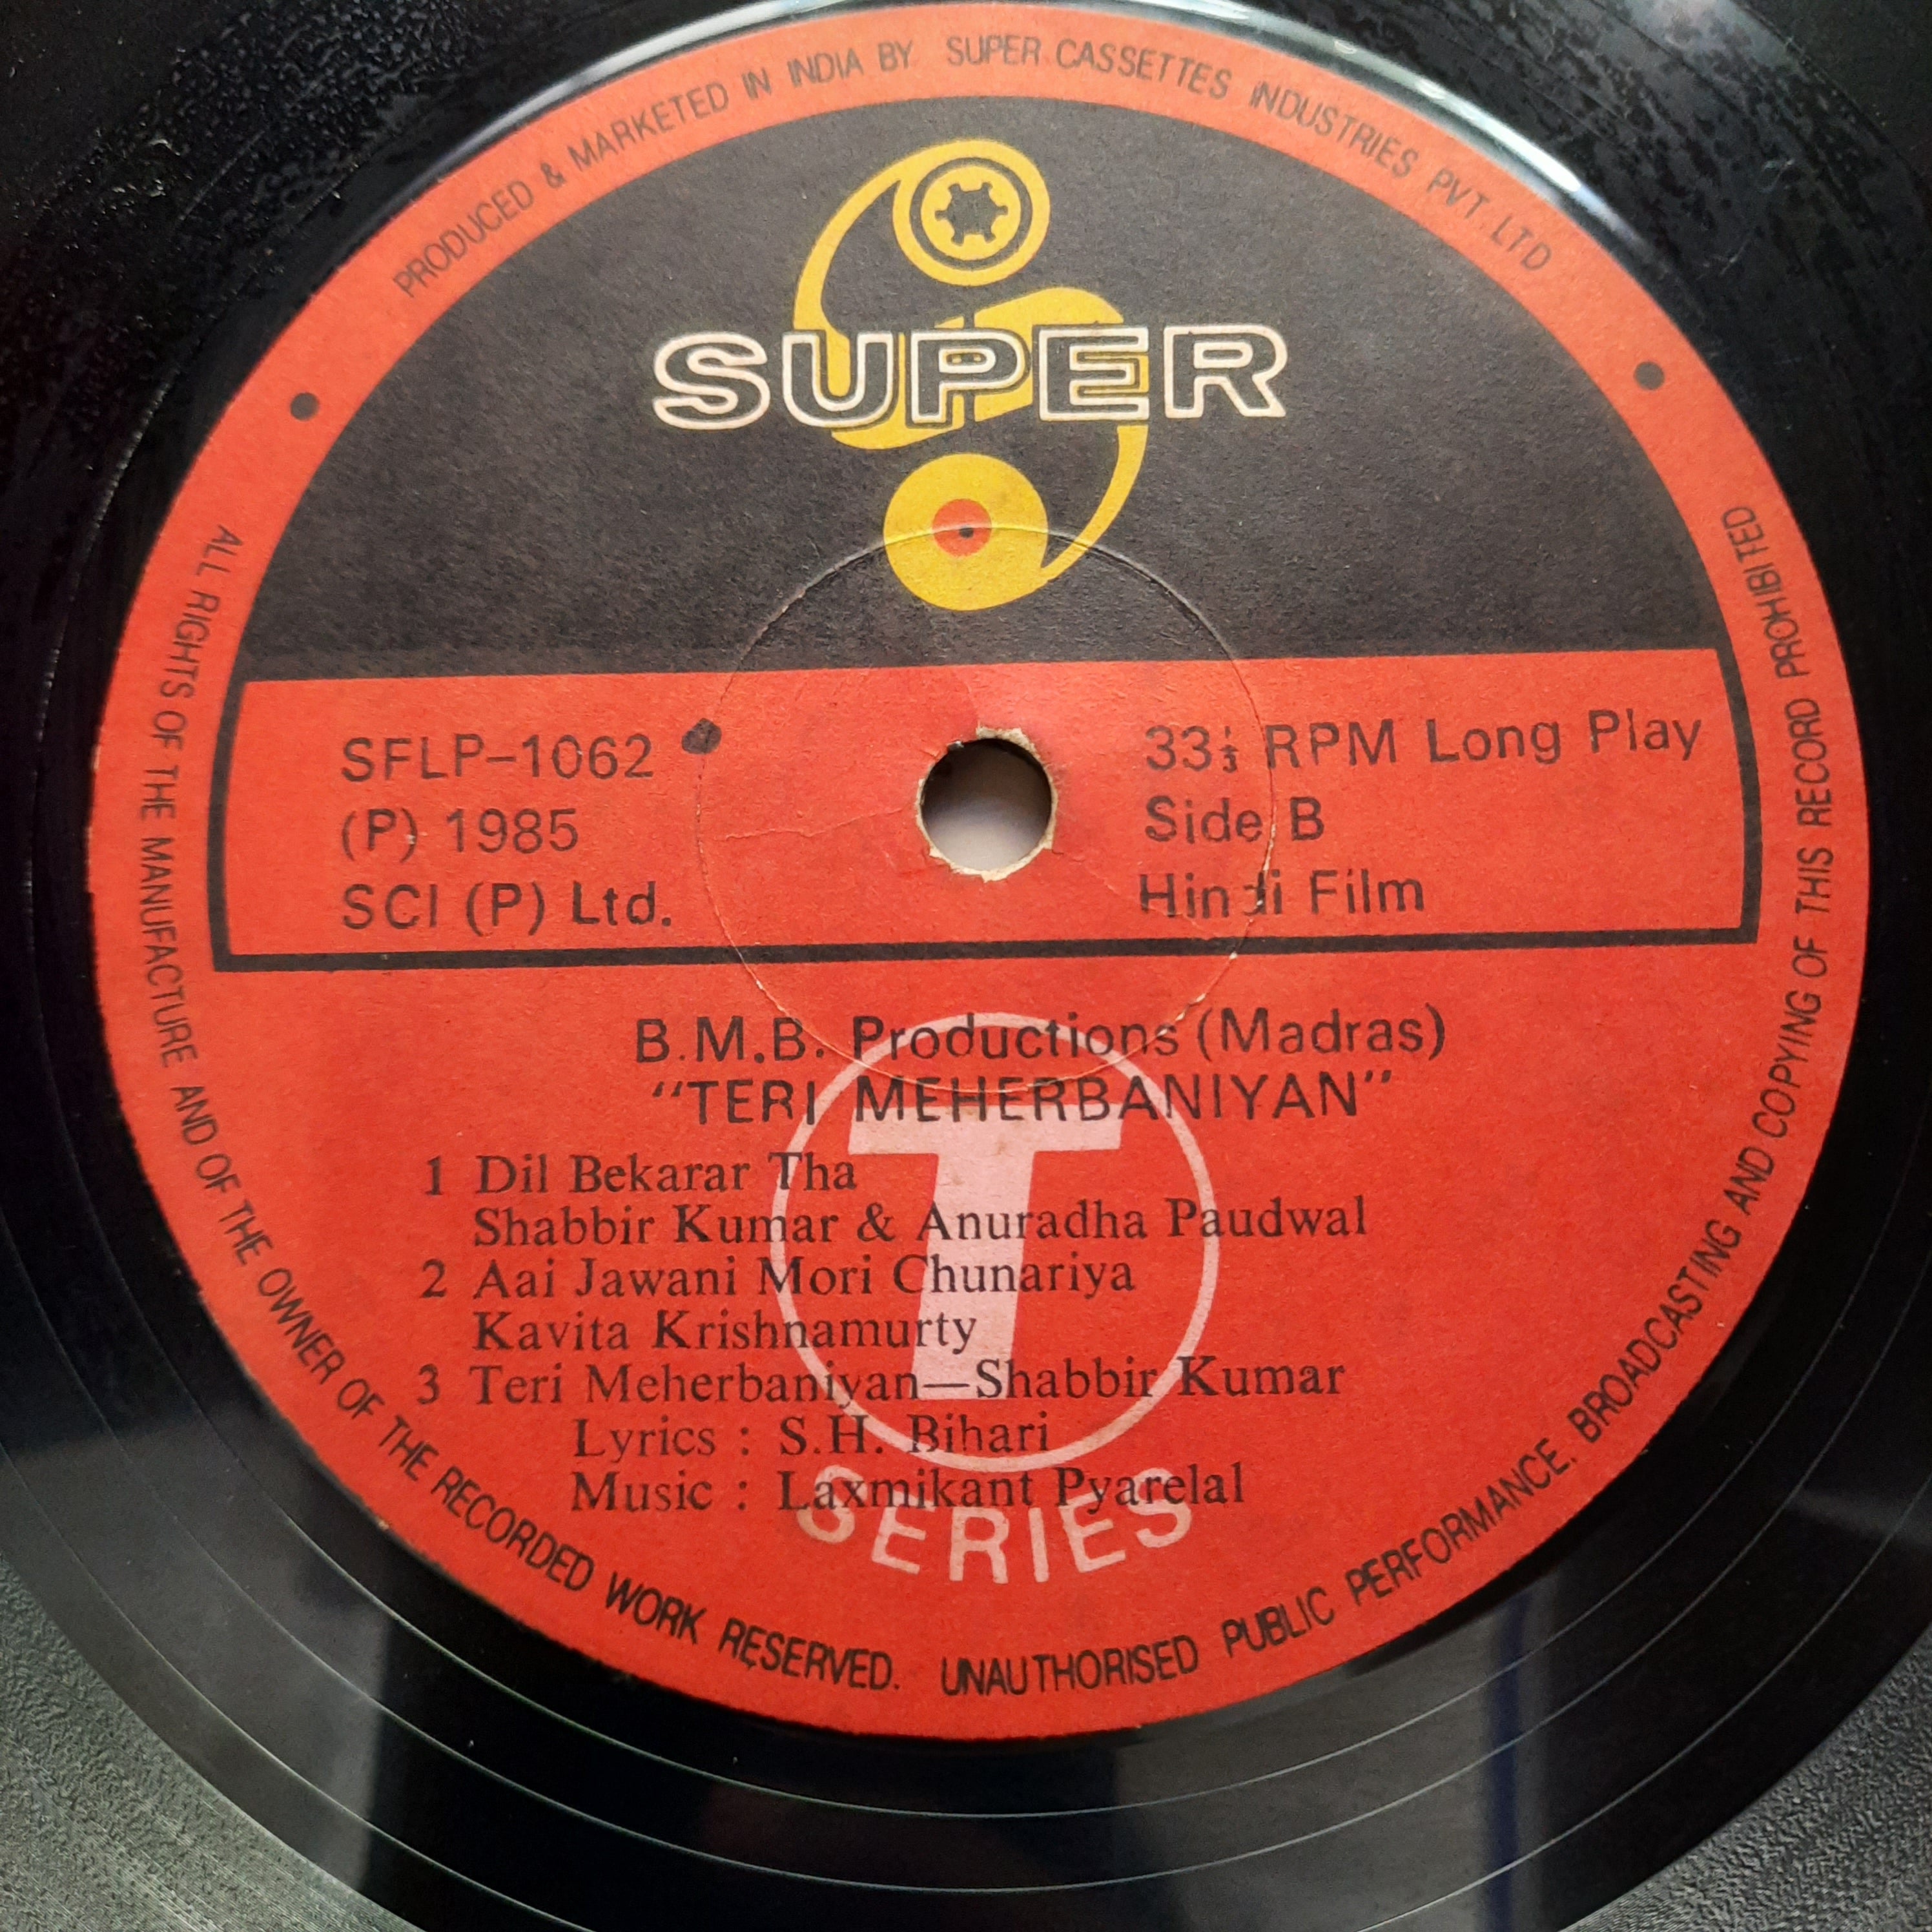 PRODUCED & MARKETED IN INDIA BY SUPER CASSETTES INDUSTRIES PVT. LTD
SUPER
SFLP-1062
(P) 1985
SCI (P) Ltd.
33⅓ RPM Long Play
Side B
Hindi Film
B.M.B. Productions (Madras)
"TERI MEHERBANIYAN"
1 Dil Bekarar Tha
Shabbir Kumar & Anuradha Paudwal
2 Aai Jawani Mori Chunariya
Kavita Krishnamurty
3 Teri Meherbaniyan—Shabbir Kumar
Lyrics : S.H. Bihari
Music : Laxmikant Pyarelal
T
SERIES
ALL RIGHTS OF THE MANUFACTURE AND OF THE OWNER OF THE RECORDED WORK RESERVED. UNAUTHORISED PUBLIC PERFORMANCE. BROADCASTING AND COPYING OF THIS RECORD PROHIBITED